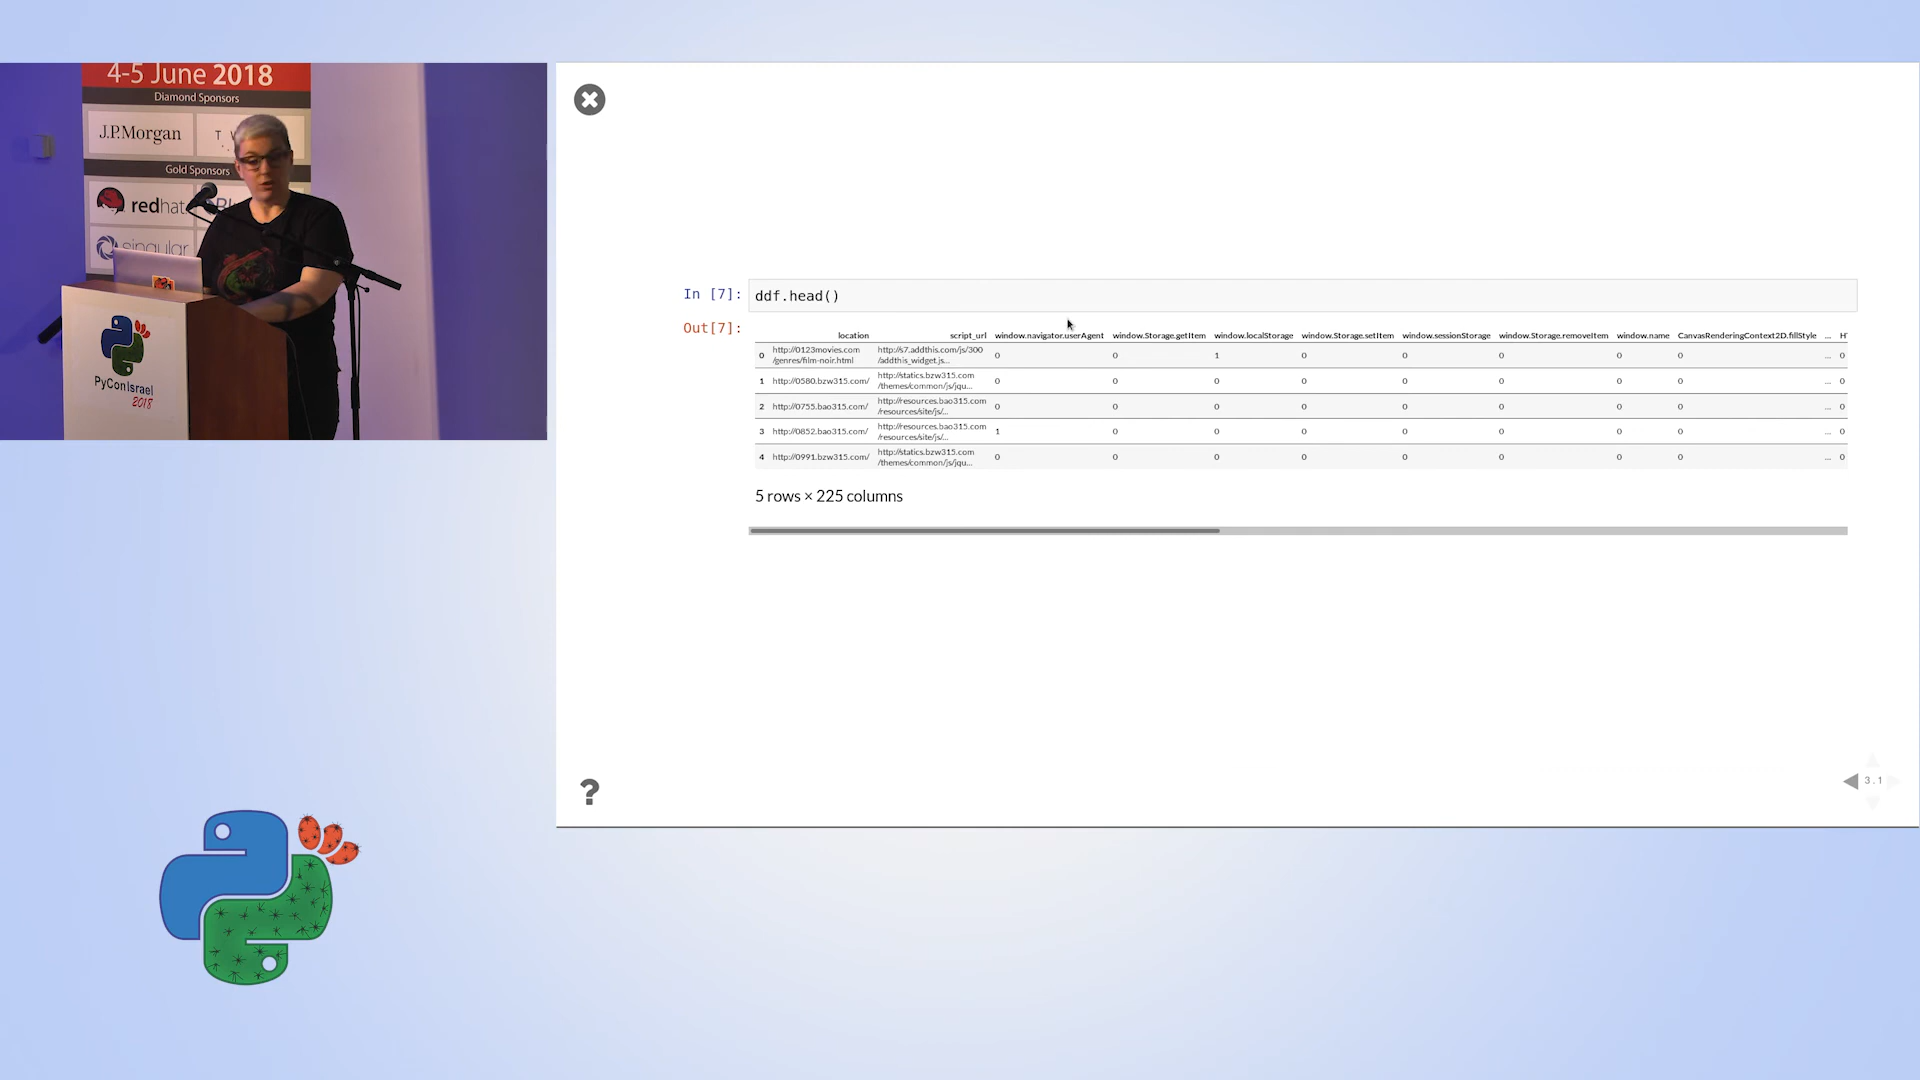 4-5 June 2018
Diamond Sponsors
J.P.Morgan
T
Gold Sponsors
redhat
singular
PyConIsrael
2018
In [7]: ddf.head()
Out[7]:
location script_url window.navigator.userAgent window.Storage.getItem window.localStorage window.Storage.setItem window.sessionStorage window.Storage.removeItem window.name CanvasRenderingContext2D.fillStyle ...
0 http://0123movies.com/genres/film-noir.html http://s7.addthis.com/js/300/addthis_widget.js... 0 0 1 0 0 0 0 0 ... 0
1 http://0580.bzw315.com/ http://statics.bzw315.com/themes/common/js/jqu... 0 0 0 0 0 0 0 0 ... 0
2 http://0755.bao315.com/ http://resources.bao315.com/resources/site/js/... 0 0 0 0 0 0 0 0 ... 0
3 http://0852.bao315.com/ http://resources.bao315.com/resources/site/js/... 1 0 0 0 0 0 0 0 ... 0
4 http://0991.bzw315.com/ http://statics.bzw315.com/themes/common/js/jqu... 0 0 0 0 0 0 0 0 ... 0
5 rows × 225 columns
?
3.1